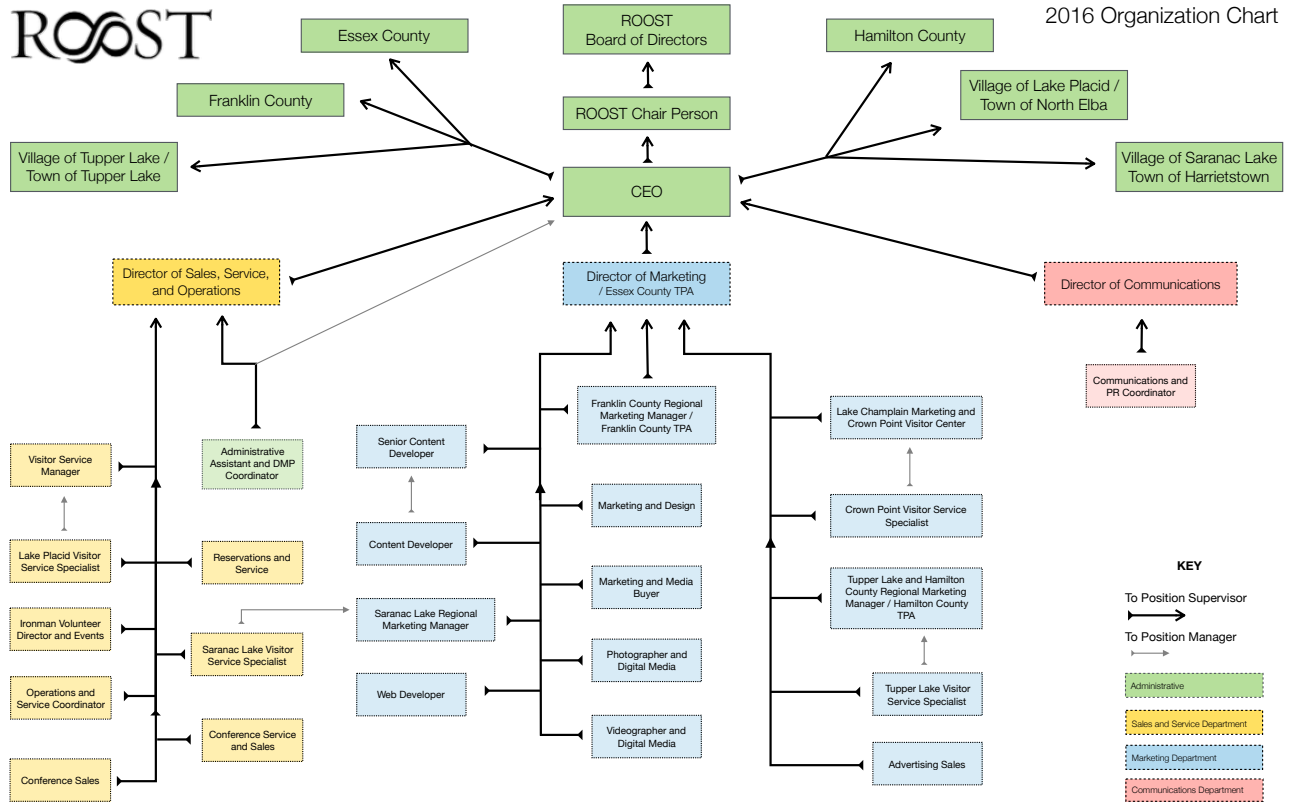 ROOST
2016 Organization Chart
Essex County
ROOST
Board of Directors
Hamilton County
Franklin County
ROOST Chair Person
Village of Lake Placid /
Town of North Elba
Village of Tupper Lake /
Town of Tupper Lake
CEO
Village of Saranac Lake
Town of Harrietstown
Director of Sales, Service,
and Operations
Director of Marketing
/ Essex County TPA
Director of Communications
Communications and
PR Coordinator
Visitor Service
Manager
Administrative
Assistant and DMP
Coordinator
Lake Placid Visitor
Service Specialist
Reservations and
Service
Ironman Volunteer
Director and Events
Saranac Lake Visitor
Service Specialist
Operations and
Service Coordinator
Conference Service
and Sales
Conference Sales
Senior Content
Developer
Content Developer
Saranac Lake Regional
Marketing Manager
Web Developer
Franklin County Regional
Marketing Manager /
Franklin County TPA
Marketing and Design
Marketing and Media
Buyer
Photographer and
Digital Media
Videographer and
Digital Media
Lake Champlain Marketing and
Crown Point Visitor Center
Crown Point Visitor Service
Specialist
Tupper Lake and Hamilton
County Regional Marketing
Manager / Hamilton County
TPA
Tupper Lake Visitor
Service Specialist
Advertising Sales
KEY
To Position Supervisor
To Position Manager
Administrative
Sales and Service Department
Marketing Department
Communications Department